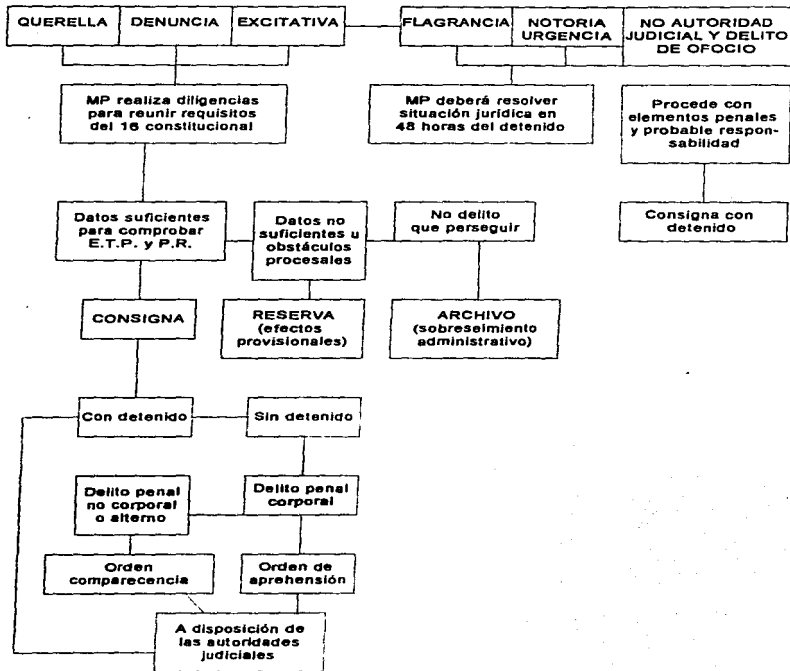 QUERELLA
DENUNCIA
EXCITATIVA
FLAGRANCIA
NOTORIA
URGENCIA
NO AUTORIDAD
JUDICIAL Y DELITO
DE OFOCIO
MP realiza diligencias
para reunir requisitos
del 16 constitucional
MP deberá resolver
situación jurídica en
48 horas del detenido
Procede con
elementos penales
y probable respon-
sabilidad
Datos suficientes
para comprobar
E.T.P. y P.R.
Datos no
suficientes u
obstáculos
procesales
No delito
que perseguir
Consigna con
detenido
CONSIGNA
RESERVA
(efectos
provisionales)
ARCHIVO
(sobreseimiento
administrativo)
Con detenido
Sin detenido
Delito penal
no corporal
o alterno
Delito penal
corporal
Orden
comparecencia
Orden de
aprehensión
A disposición de
las autoridades
judiciales